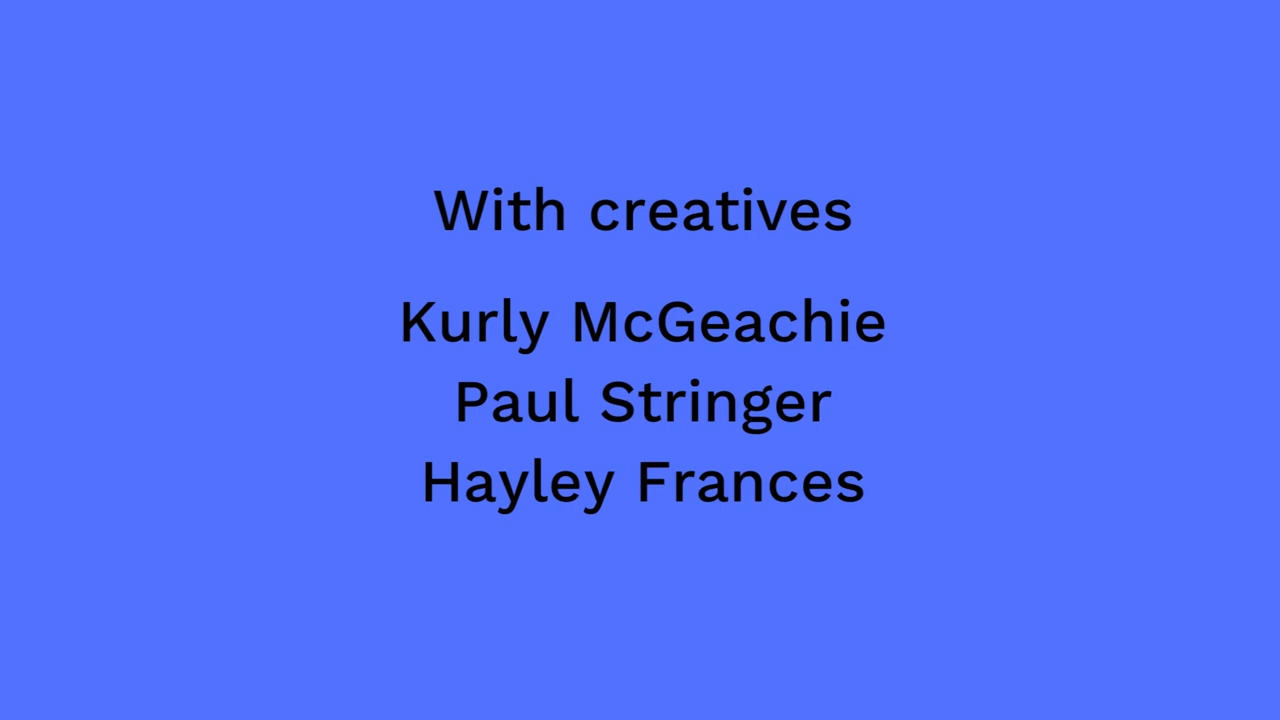 With creatives
Kurly McGeachie
Paul Stringer
Hayley Frances